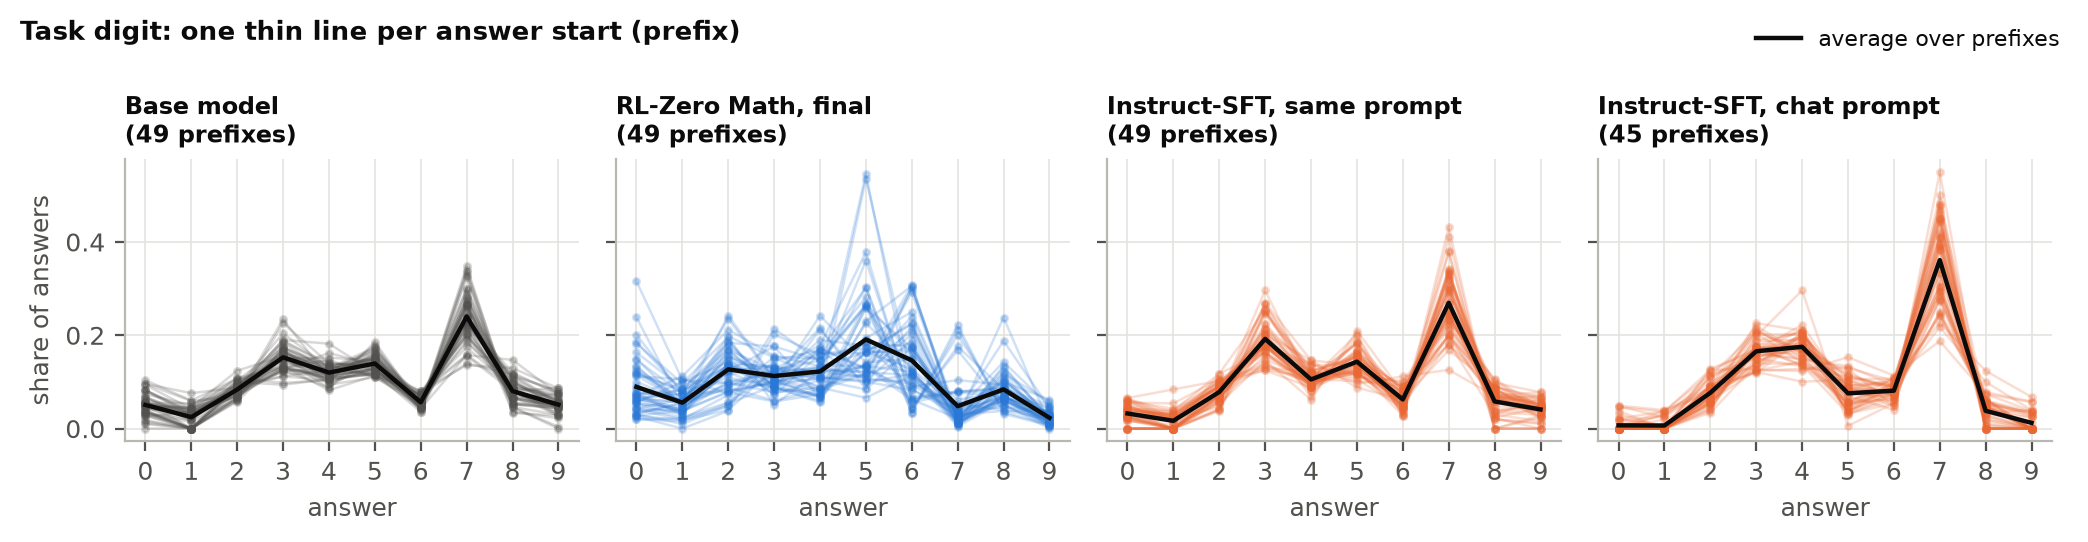 Task digit: one thin line per answer start (prefix)
average over prefixes
Base model
(49 prefixes)
RL-Zero Math, final
(49 prefixes)
Instruct-SFT, same prompt
(49 prefixes)
Instruct-SFT, chat prompt
(45 prefixes)
share of answers
0.4
0.2
0.0
0 1 2 3 4 5 6 7 8 9
0 1 2 3 4 5 6 7 8 9
0 1 2 3 4 5 6 7 8 9
0 1 2 3 4 5 6 7 8 9
answer
answer
answer
answer